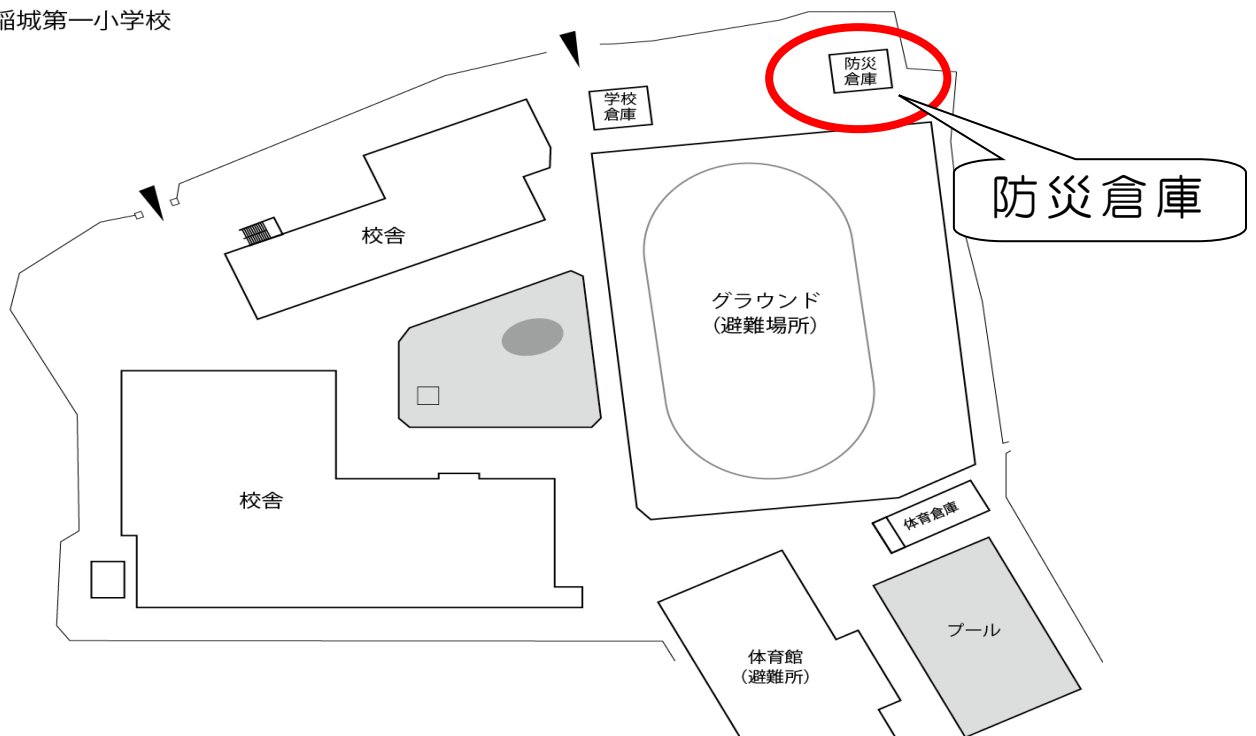 稲城第一小学校
防災
倉庫
学校
倉庫
防災倉庫
校舎
グラウンド
(避難場所)
校舎
体育倉庫
プール
体育館
(避難所)